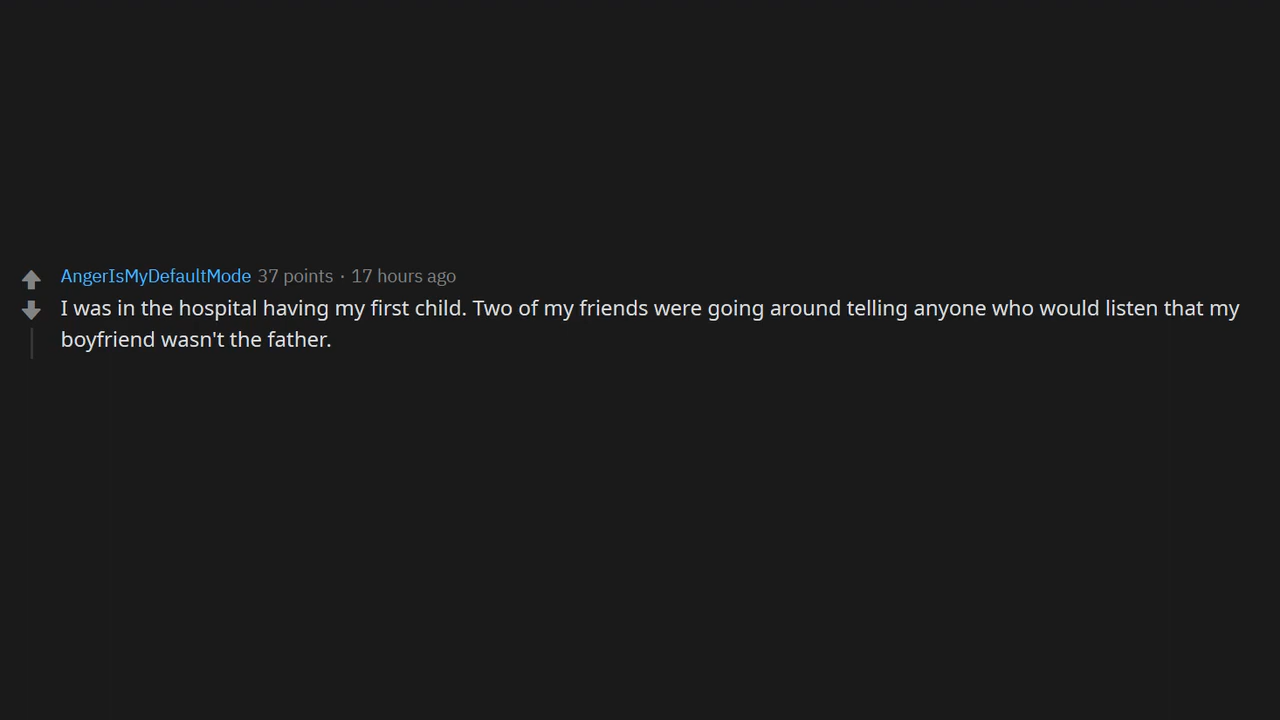 AngerIsMyDefaultMode 37 points · 17 hours ago
I was in the hospital having my first child. Two of my friends were going around telling anyone who would listen that my
boyfriend wasn't the father.